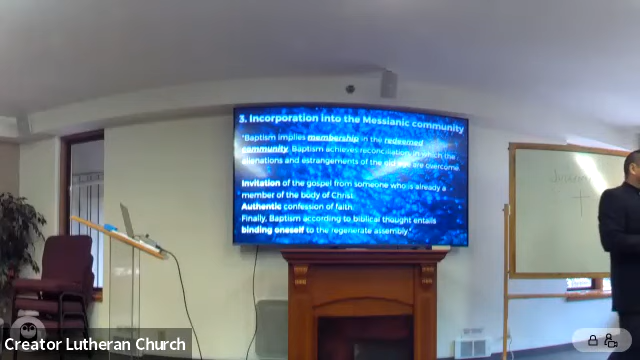 3. Incorporation into the Messianic community
"Baptism implies membership in the redeemed
community. Baptism achieves reconciliation, in which the
alienations and estrangements of the old age are overcome.
Invitation of the gospel from someone who is already a
member of the body of Christ.
Authentic confession of faith.
Finally, Baptism according to biblical thought entails
binding oneself to the regenerate assembly."
Creator Lutheran Church